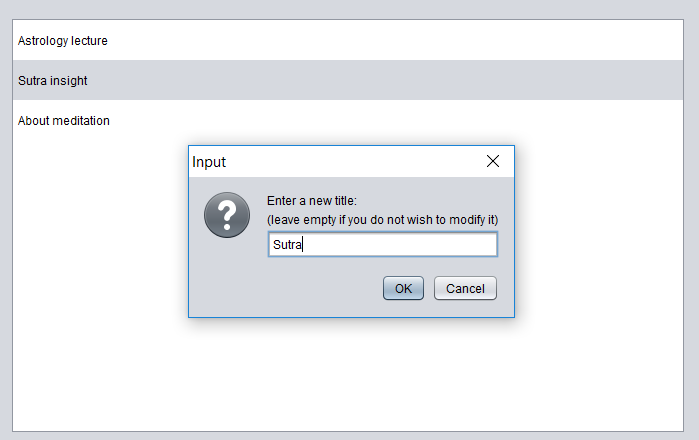 Astrology lecture
Sutra insight
About meditation
Input
?
Enter a new title:
(leave empty if you do not wish to modify it)
Sutra
OK
Cancel